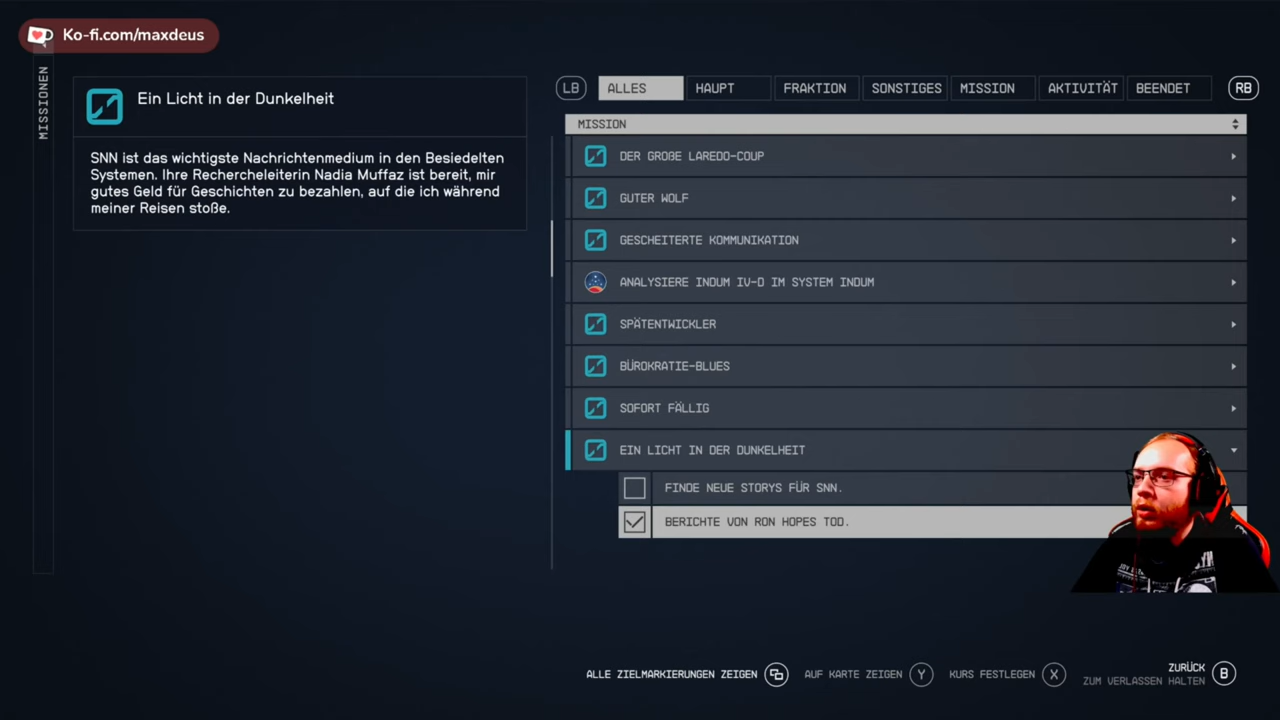 Ko-fi.com/maxdeus
MISSIONEN
Ein Licht in der Dunkelheit
SNN ist das wichtigste Nachrichtenmedium in den Besiedelten
Systemen. Ihre Rechercheleiterin Nadia Muffaz ist bereit, mir
gutes Geld für Geschichten zu bezahlen, auf die ich während
meiner Reisen stoße.
LB ALLES HAUPT FRAKTION SONSTIGES MISSION AKTIVITÄT BEENDET RB
MISSION
DER GROßE LAREDO-COUP
GUTER WOLF
GESCHEITERTE KOMMUNIKATION
ANALYSIERE INDUM IV-D IM SYSTEM INDUM
SPÄTENTWICKLER
BÜROKRATIE-BLUES
SOFORT FÄLLIG
EIN LICHT IN DER DUNKELHEIT
FINDE NEUE STORYS FÜR SNN.
BERICHTE VON RON HOPES TOD.
ALLE ZIELMARKIERUNGEN ZEIGEN AUF KARTE ZEIGEN Y KURS FESTLEGEN X ZURÜCK B
ZUM VERLASSEN HALTEN